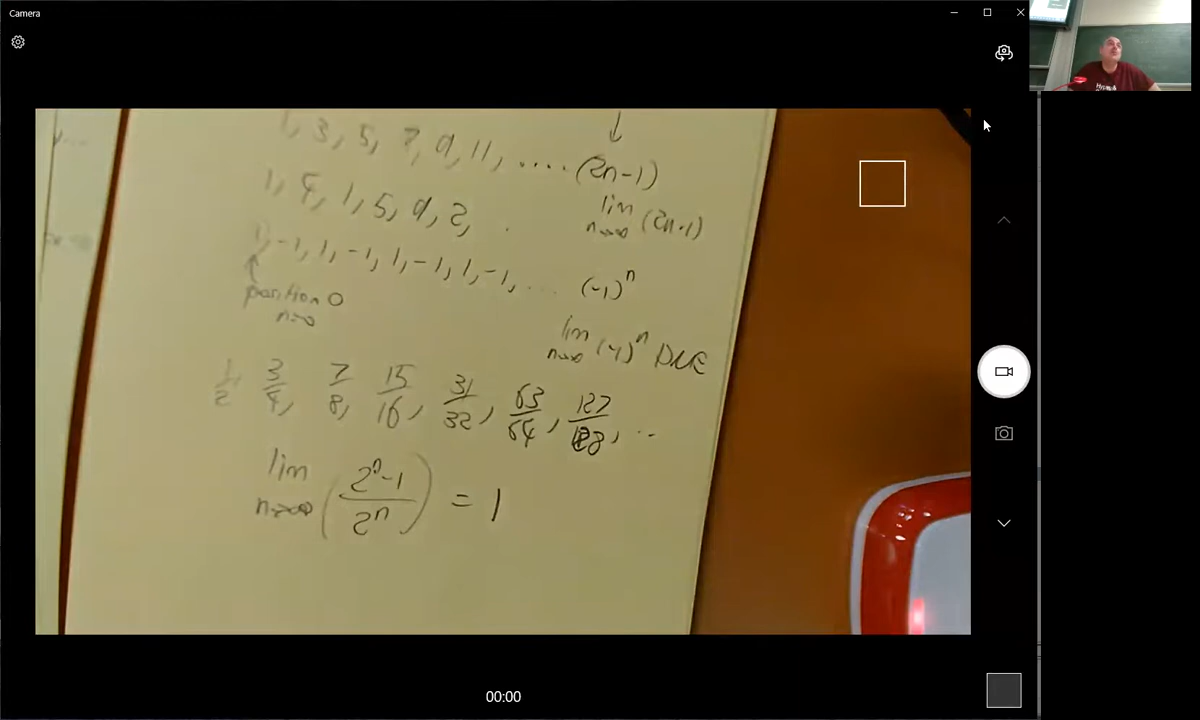 Camera
1, 3, 5, 7, 9, 11, .... (2n-1)
lim n→∞ (2n-1)
1, 4, 1, 5, 9, 2, .
1, -1, 1, -1, 1, -1, 1, -1, ... (-1)^n
position 0
n=0
lim n→∞ (-1)^n DNE
1/2, 3/4, 7/8, 15/16, 31/32, 63/64, 127/128, ...
lim n→∞ ((2^n-1)/2^n) = 1
00:00